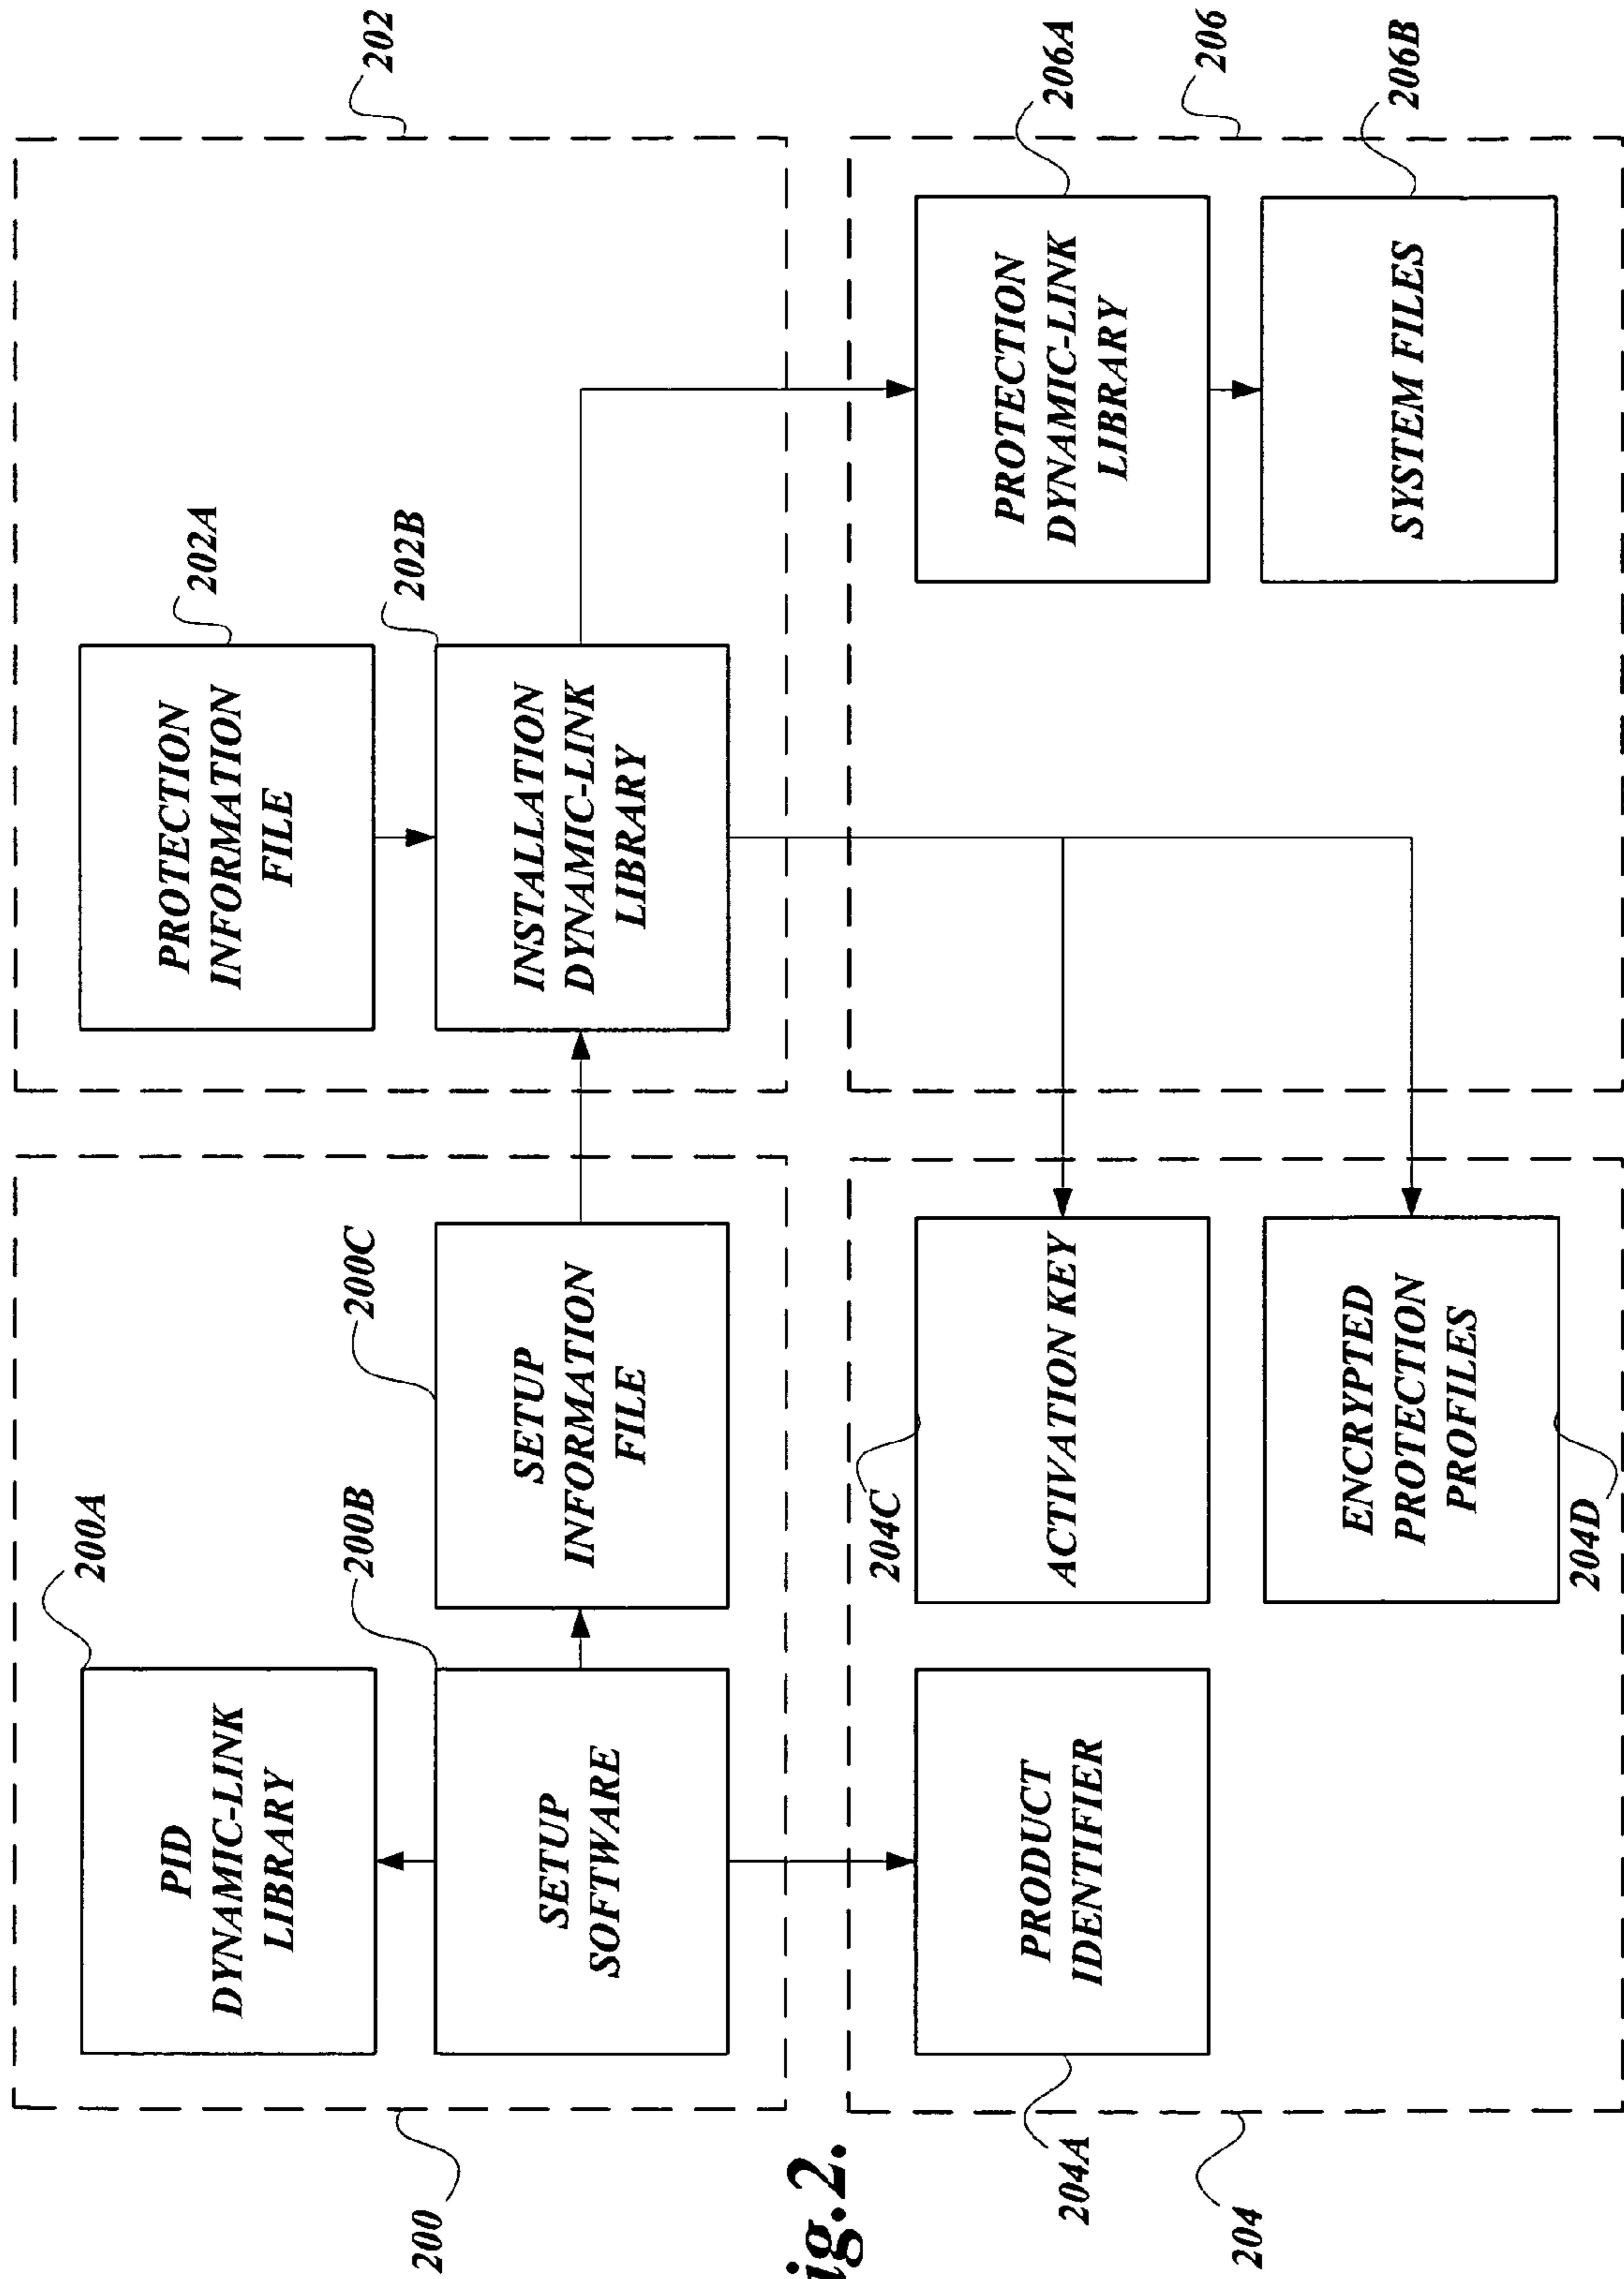 200
200A
PID
DYNAMIC-LINK
LIBRARY
200B
SETUP
SOFTWARE
200C
SETUP
INFORMATION
FILE
202
202A
PROTECTION
INFORMATION
FILE
202B
INSTALLATION
DYNAMIC-LINK
LIBRARY
204
204A
PRODUCT
IDENTIFIER
204C
ACTIVATION KEY
ENCRYPTED
PROTECTION
PROFILES
204D
206A
PROTECTION
DYNAMIC-LINK
LIBRARY
206
206B
SYSTEM FILES
ig.2.